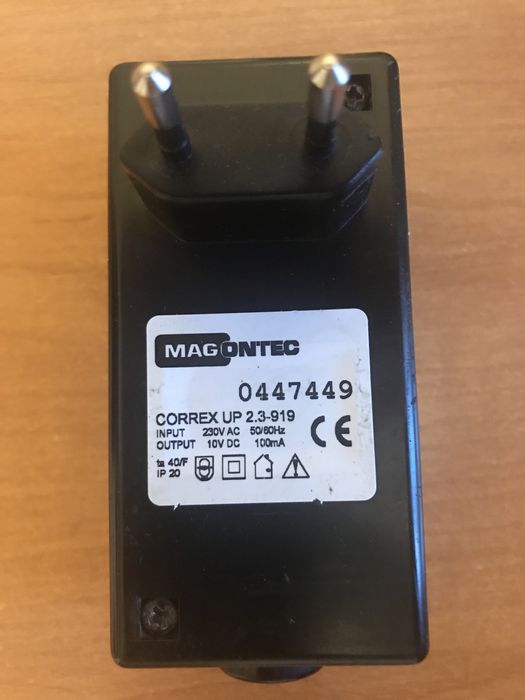 MAGONTEC
0447449
CORREX UP 2.3-919
INPUT 230V AC 50/60Hz
OUTPUT 10V DC 100mA
CE
ta 40/F
IP 20